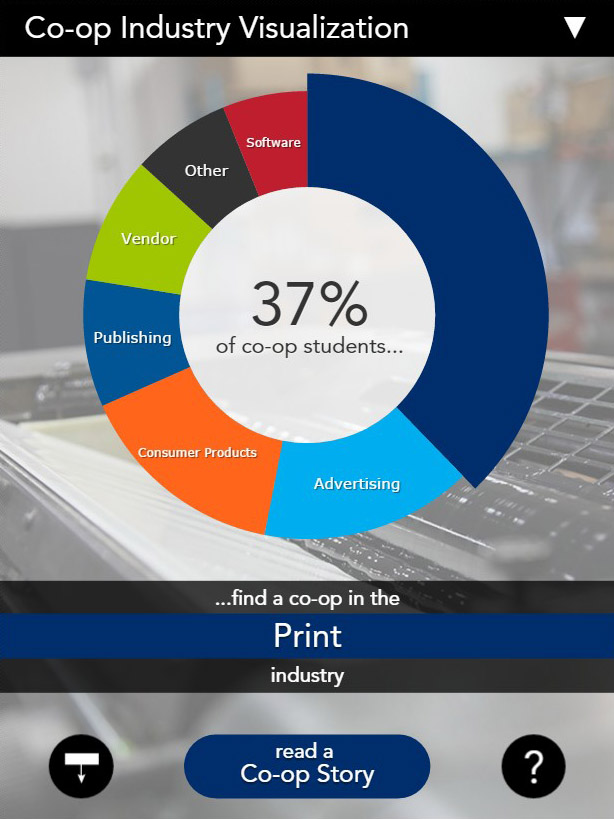 Co-op Industry Visualization
Software
Other
Vendor
Publishing
Consumer Products
Advertising
37%
of co-op students...
...find a co-op in the
Print
industry
read a
Co-op Story
?